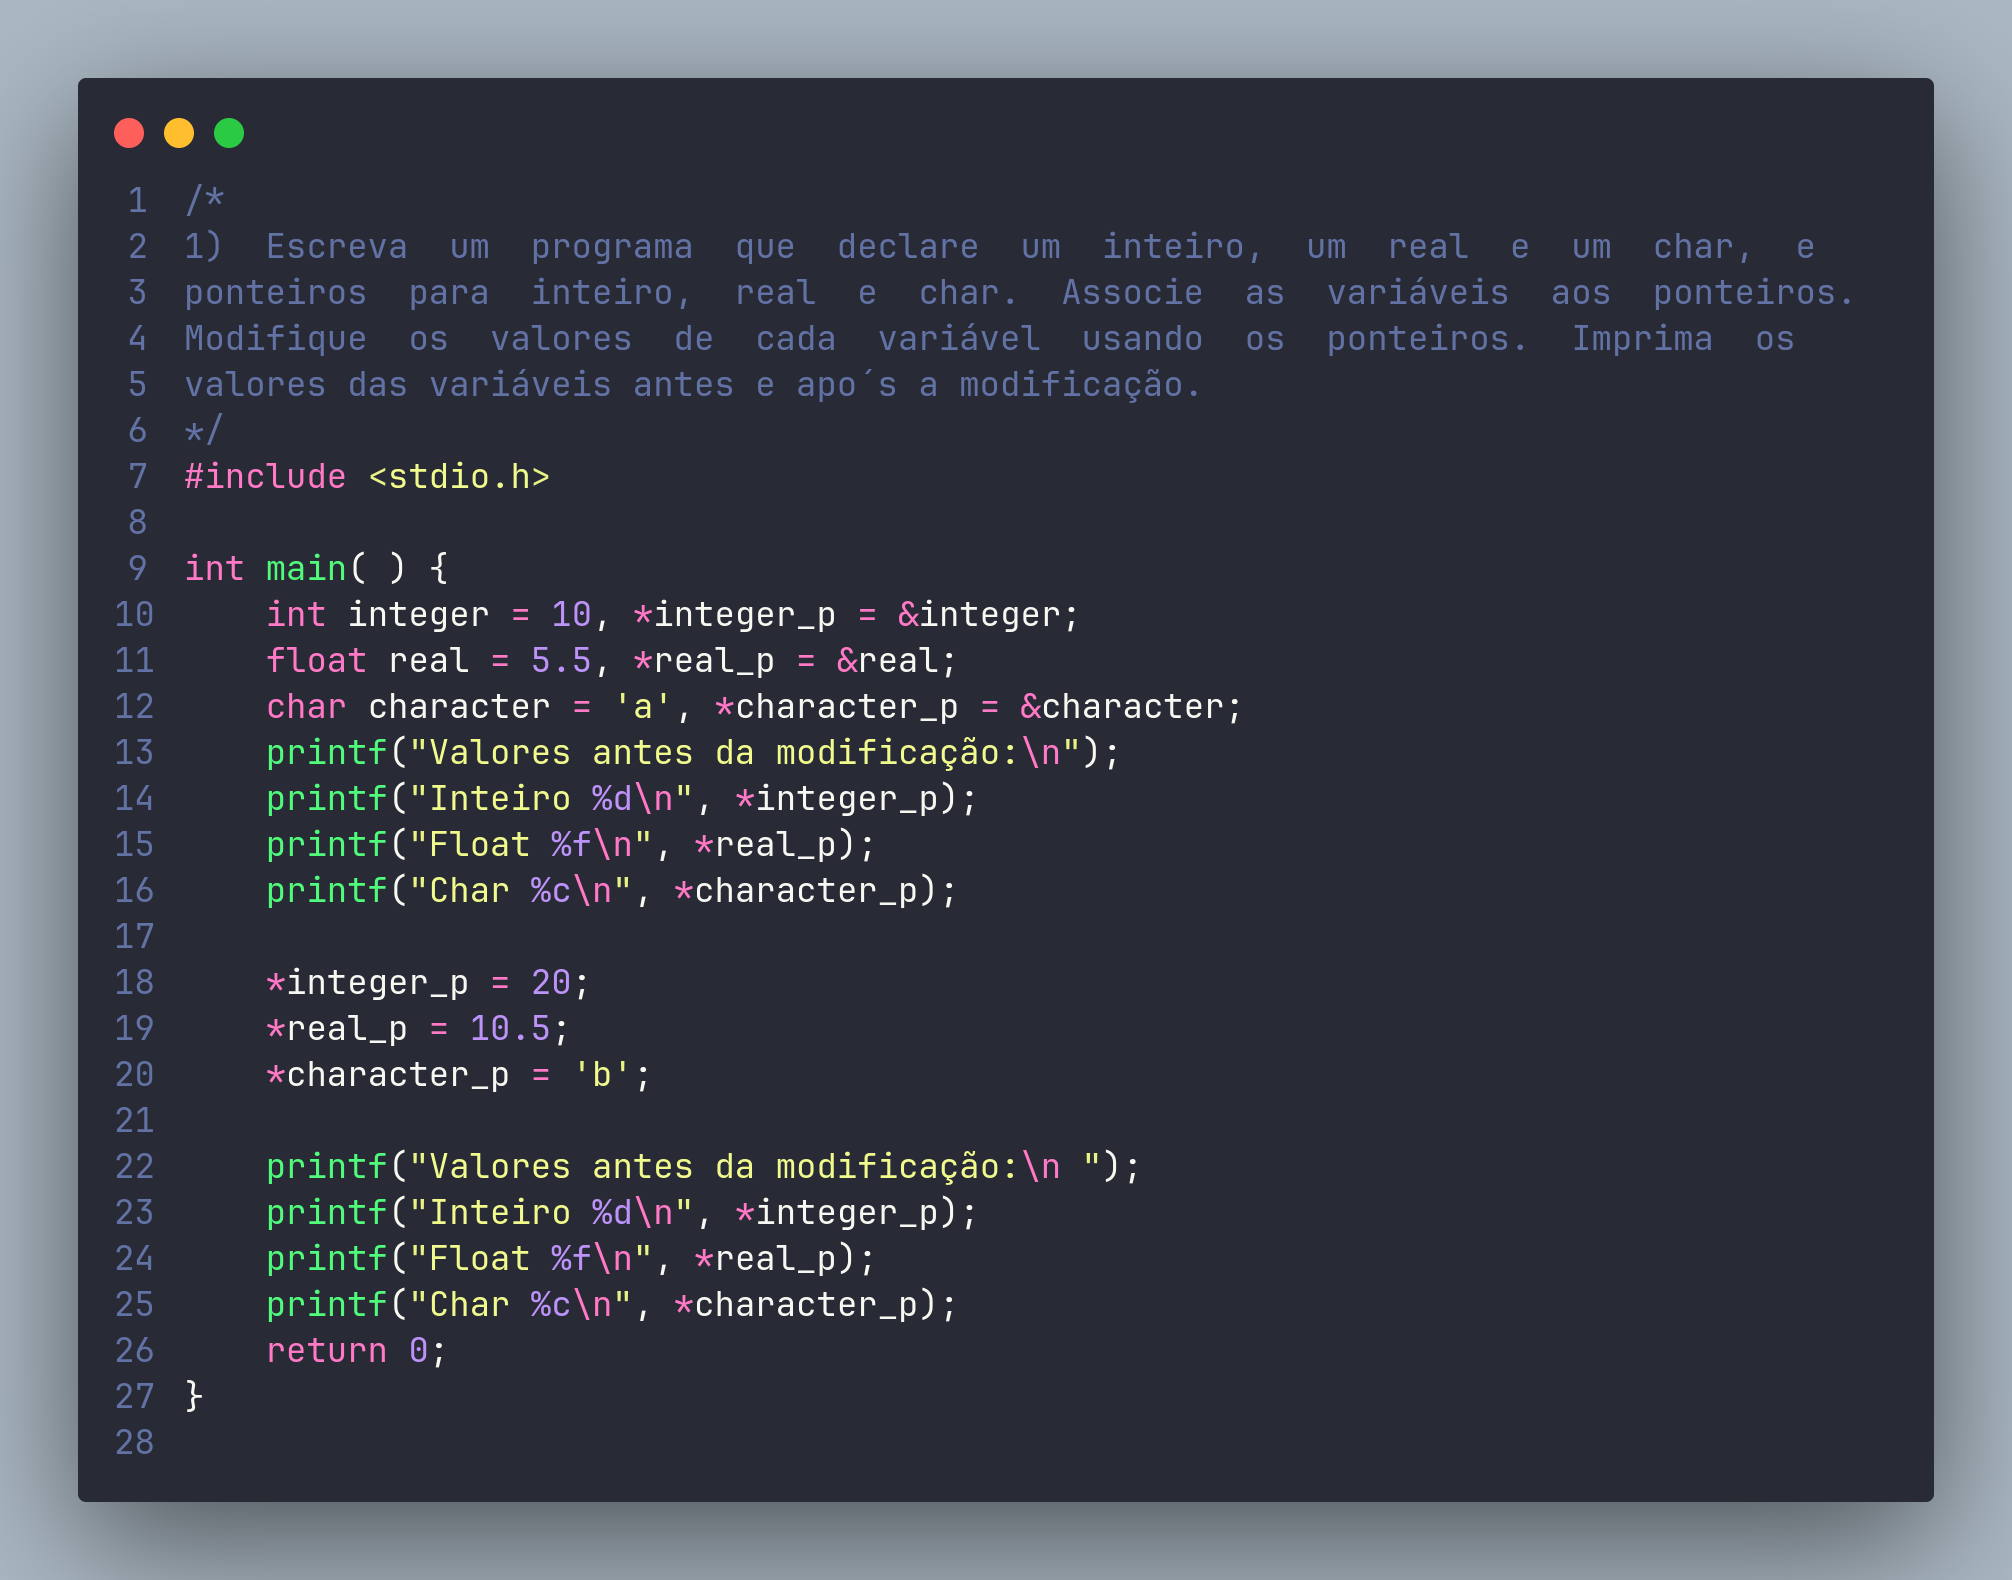 1 /*
2 1)  Escreva  um  programa  que  declare  um  inteiro,  um  real  e  um  char,  e
3 ponteiros  para  inteiro,  real  e  char.  Associe  as  variáveis  aos  ponteiros.
4 Modifique  os  valores  de  cada  variável  usando  os  ponteiros.  Imprima  os
5 valores das variáveis antes e apo´s a modificação.
6 */
7 #include <stdio.h>
8
9 int main( ) {
10     int integer = 10, *integer_p = &integer;
11     float real = 5.5, *real_p = &real;
12     char character = 'a', *character_p = &character;
13     printf("Valores antes da modificação:\n");
14     printf("Inteiro %d\n", *integer_p);
15     printf("Float %f\n", *real_p);
16     printf("Char %c\n", *character_p);
17
18     *integer_p = 20;
19     *real_p = 10.5;
20     *character_p = 'b';
21
22     printf("Valores antes da modificação:\n ");
23     printf("Inteiro %d\n", *integer_p);
24     printf("Float %f\n", *real_p);
25     printf("Char %c\n", *character_p);
26     return 0;
27 }
28